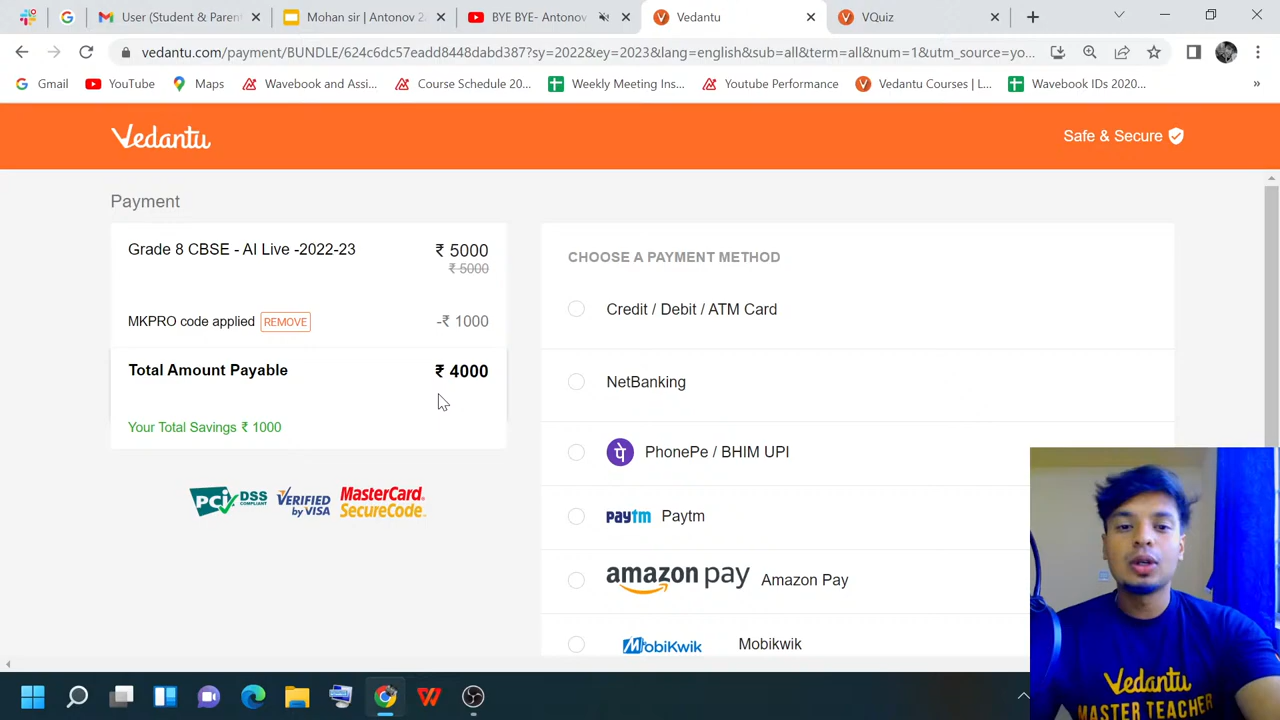 User (Student & Paren
Mohan sir | Antonov 24
BYE BYE- Antonov
Vedantu
VQuiz
vedantu.com/payment/BUNDLE/624c6dc57eadd8448dabd387?sy=2022&ey=2023&lang=english&sub=all&term=all&num=1&utm_source=yo...
Gmail
YouTube
Maps
Wavebook and Assi...
Course Schedule 20...
Weekly Meeting Ins...
Youtube Performance
Vedantu Courses | L...
Wavebook IDs 2020...
»
Vedantu
Safe & Secure
Payment
Grade 8 CBSE - AI Live -2022-23
₹ 5000
₹ 5000
MKPRO code applied REMOVE
-₹ 1000
Total Amount Payable
₹ 4000
Your Total Savings ₹ 1000
PCI DSS COMPLIANT
VERIFIED by VISA
MasterCard. SecureCode.
CHOOSE A PAYMENT METHOD
Credit / Debit / ATM Card
NetBanking
पे PhonePe / BHIM UPI
paytm Paytm
amazon pay Amazon Pay
MobiKwik Mobikwik
Vedantu
MASTER TEACHER